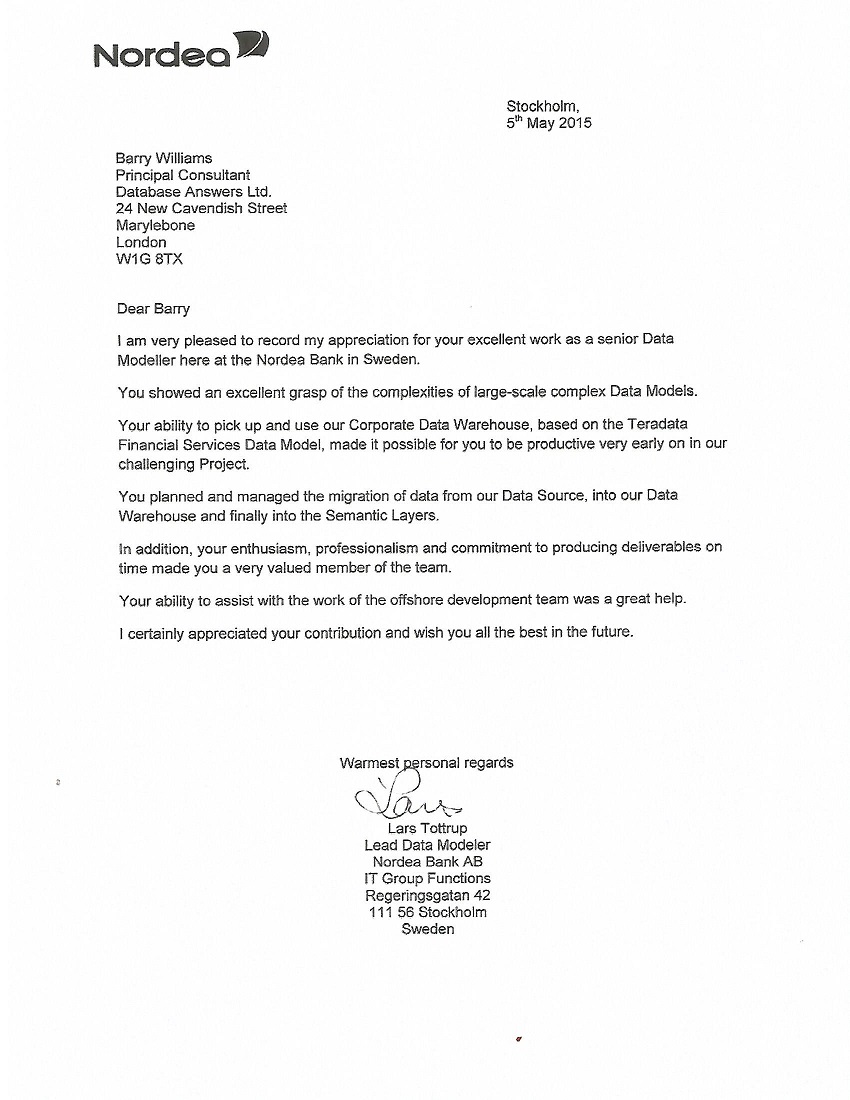 Nordea
Stockholm,
5th May 2015
Barry Williams
Principal Consultant
Database Answers Ltd.
24 New Cavendish Street
Marylebone
London
W1G 8TX
Dear Barry
I am very pleased to record my appreciation for your excellent work as a senior Data
Modeller here at the Nordea Bank in Sweden.
You showed an excellent grasp of the complexities of large-scale complex Data Models.
Your ability to pick up and use our Corporate Data Warehouse, based on the Teradata
Financial Services Data Model, made it possible for you to be productive very early on in our
challenging Project.
You planned and managed the migration of data from our Data Source, into our Data
Warehouse and finally into the Semantic Layers.
In addition, your enthusiasm, professionalism and commitment to producing deliverables on
time made you a very valued member of the team.
Your ability to assist with the work of the offshore development team was a great help.
I certainly appreciated your contribution and wish you all the best in the future.
Warmest personal regards
Lars
Lars Tottrup
Lead Data Modeler
Nordea Bank AB
IT Group Functions
Regeringsgatan 42
111 56 Stockholm
Sweden